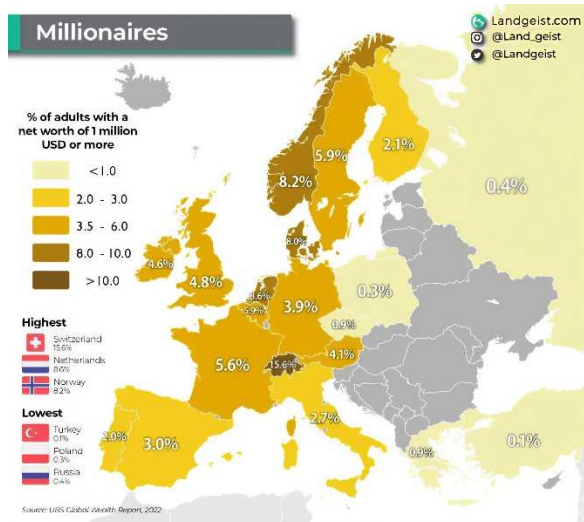 Millionaires
Landgeist.com
@Land_geist
@Landgeist
% of adults with a
net worth of 1 million
USD or more
<1.0
2.0 - 3.0
3.5 - 6.0
8.0 - 10.0
>10.0
8.2%
5.9%
2.1%
0.4%
8.0%
4.6%
4.8%
8.6%
5.9%
3.9%
0.3%
0.9%
5.6%
15.6%
4.1%
2.0%
3.0%
2.7%
0.9%
0.1%
Highest
Switzerland
15.6%
Netherlands
8.6%
Norway
8.2%
Lowest
Turkey
0.1%
Poland
0.3%
Russia
0.4%
Source: UBS Global Wealth Report, 2022